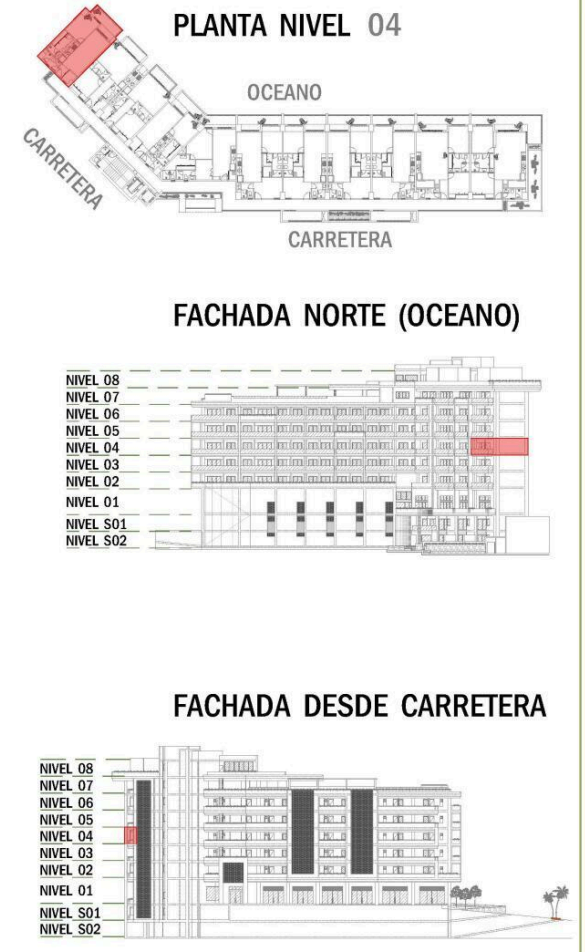 PLANTA NIVEL 04
OCEANO
CARRETERA
CARRETERA
FACHADA NORTE (OCEANO)
NIVEL 08
NIVEL 07
NIVEL 06
NIVEL 05
NIVEL 04
NIVEL 03
NIVEL 02
NIVEL 01
NIVEL S01
NIVEL S02
FACHADA DESDE CARRETERA
NIVEL 08
NIVEL 07
NIVEL 06
NIVEL 05
NIVEL 04
NIVEL 03
NIVEL 02
NIVEL 01
NIVEL S01
NIVEL S02